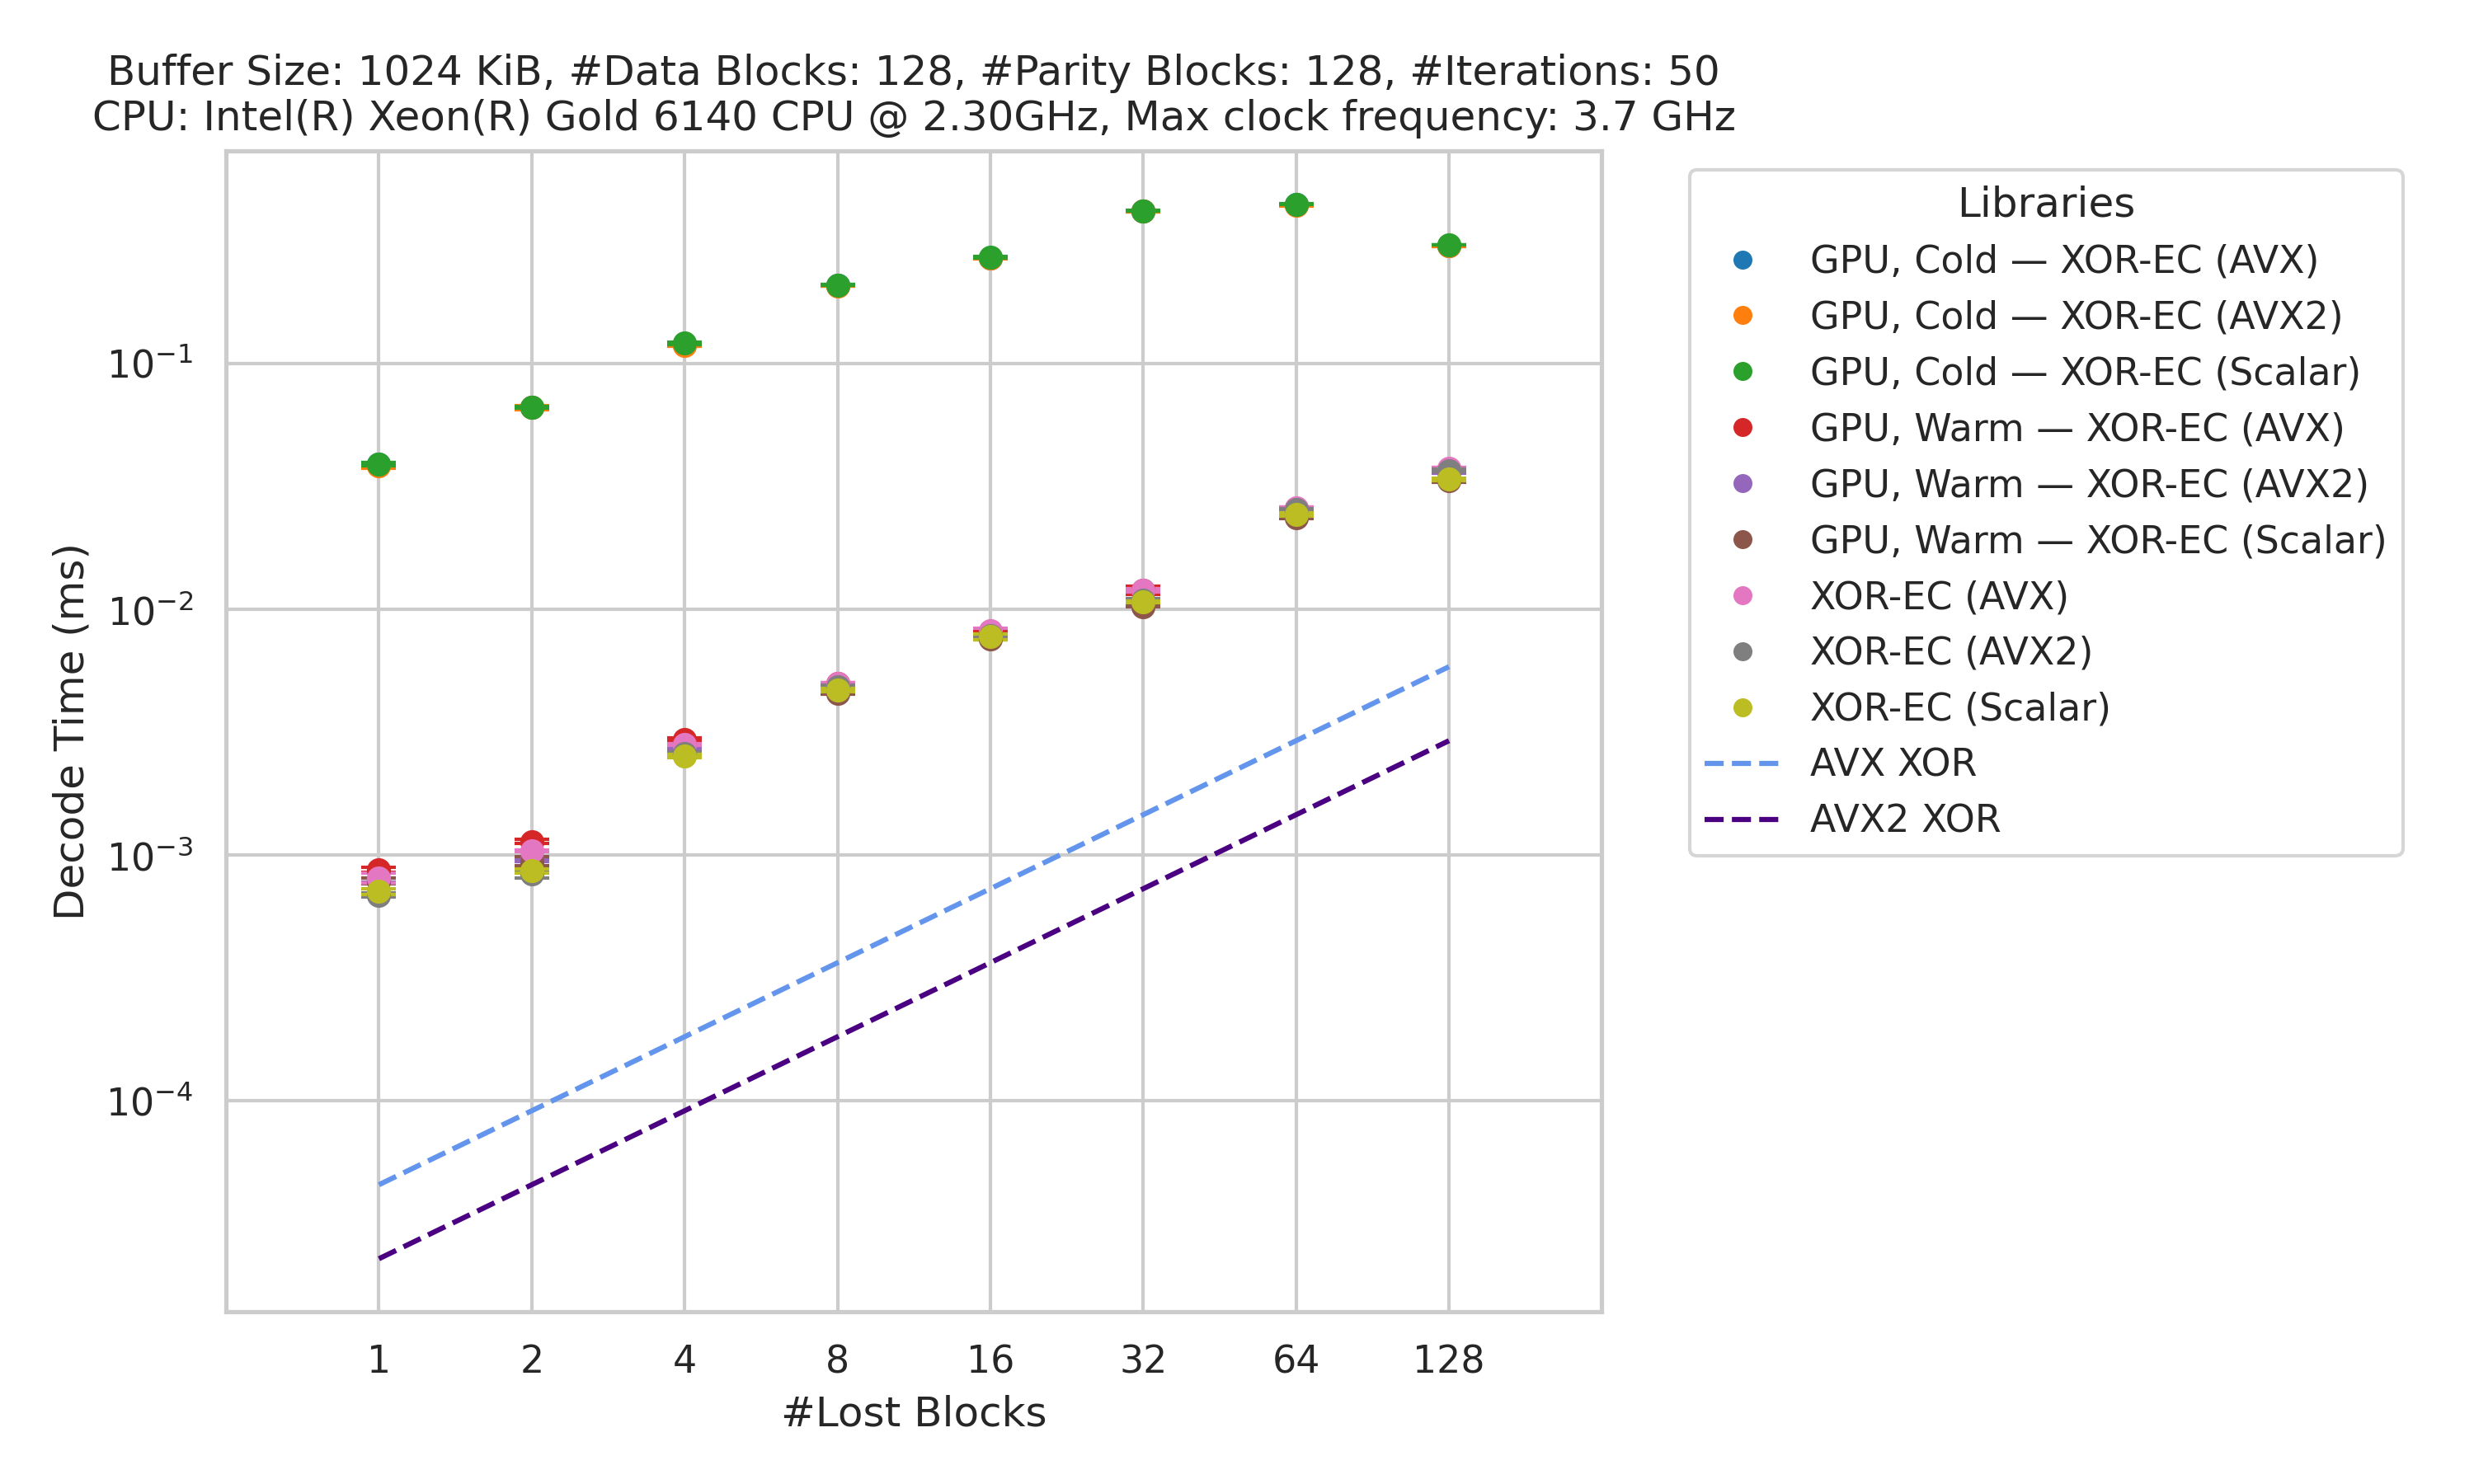 Buffer Size: 1024 KiB, #Data Blocks: 128, #Parity Blocks: 128, #Iterations: 50
CPU: Intel(R) Xeon(R) Gold 6140 CPU @ 2.30GHz, Max clock frequency: 3.7 GHz
Decode Time (ms)
10⁻¹
10⁻²
10⁻³
10⁻⁴
1 2 4 8 16 32 64 128
#Lost Blocks
Libraries
GPU, Cold — XOR-EC (AVX)
GPU, Cold — XOR-EC (AVX2)
GPU, Cold — XOR-EC (Scalar)
GPU, Warm — XOR-EC (AVX)
GPU, Warm — XOR-EC (AVX2)
GPU, Warm — XOR-EC (Scalar)
XOR-EC (AVX)
XOR-EC (AVX2)
XOR-EC (Scalar)
AVX XOR
AVX2 XOR